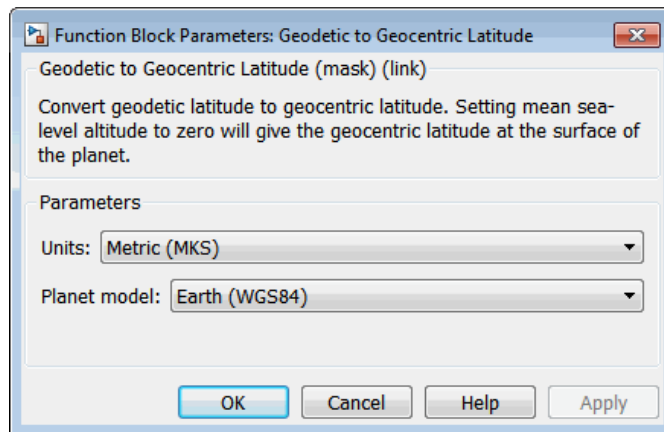 Function Block Parameters: Geodetic to Geocentric Latitude
Geodetic to Geocentric Latitude (mask) (link)
Convert geodetic latitude to geocentric latitude. Setting mean sea-
level altitude to zero will give the geocentric latitude at the surface of
the planet.
Parameters
Units: Metric (MKS)
Planet model: Earth (WGS84)
OK Cancel Help Apply